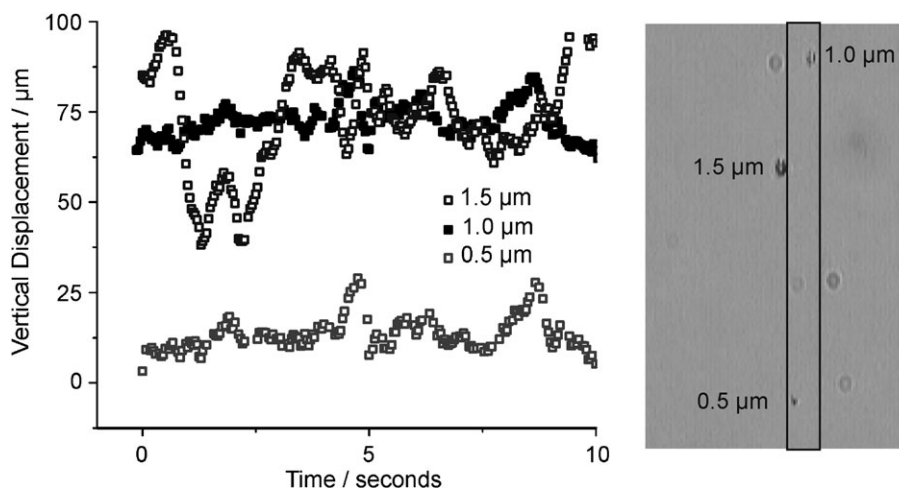 Vertical Displacement / µm
100
75
50
25
0
1.5 µm
1.0 µm
0.5 µm
0
5
10
Time / seconds
1.0 µm
1.5 µm
0.5 µm